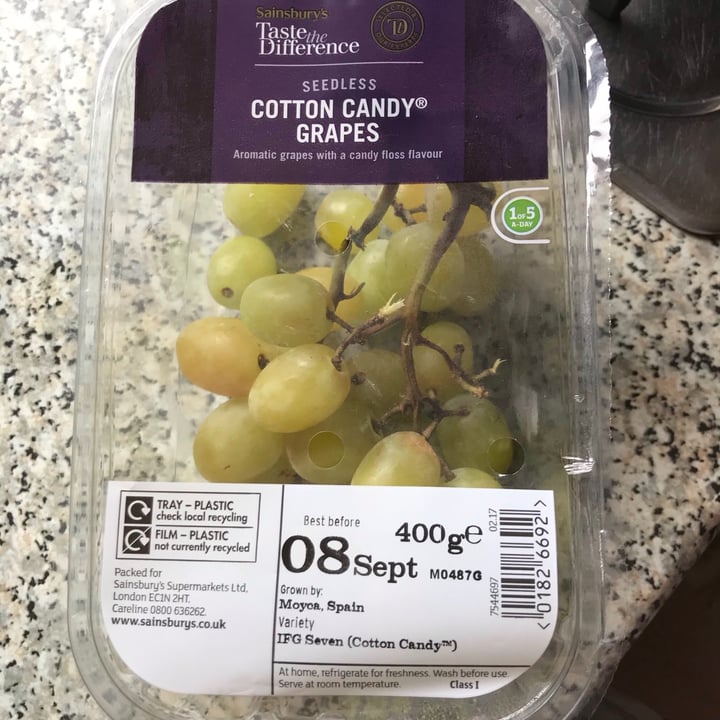 Sainsbury's
Taste the
Difference
TD
SEEDLESS
COTTON CANDY®
GRAPES
Aromatic grapes with a candy floss flavour
1 OF 5
A-DAY
TRAY – PLASTIC
check local recycling
FILM – PLASTIC
not currently recycled
Packed for
Sainsbury's Supermarkets Ltd,
London EC1N 2HT.
Careline 0800 636262.
www.sainsburys.co.uk
Best before
400g e
08 Sept M0487G
Grown by:
Moyca, Spain
Variety
IFG Seven (Cotton Candy™)
At home, refrigerate for freshness. Wash before use.
Serve at room temperature. Class I
7544697
02.17
<0182 6692>